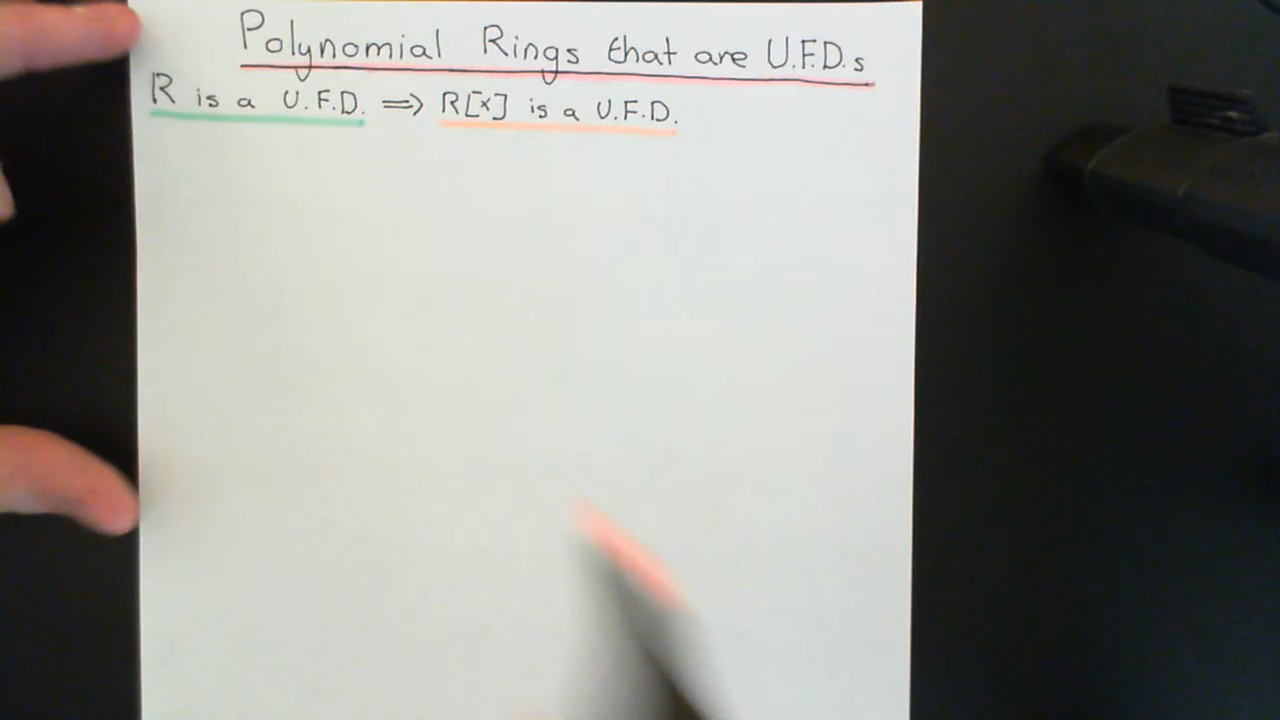 Polynomial Rings that are U.F.D.s
R is a U.F.D. ⟹ R[x] is a U.F.D.